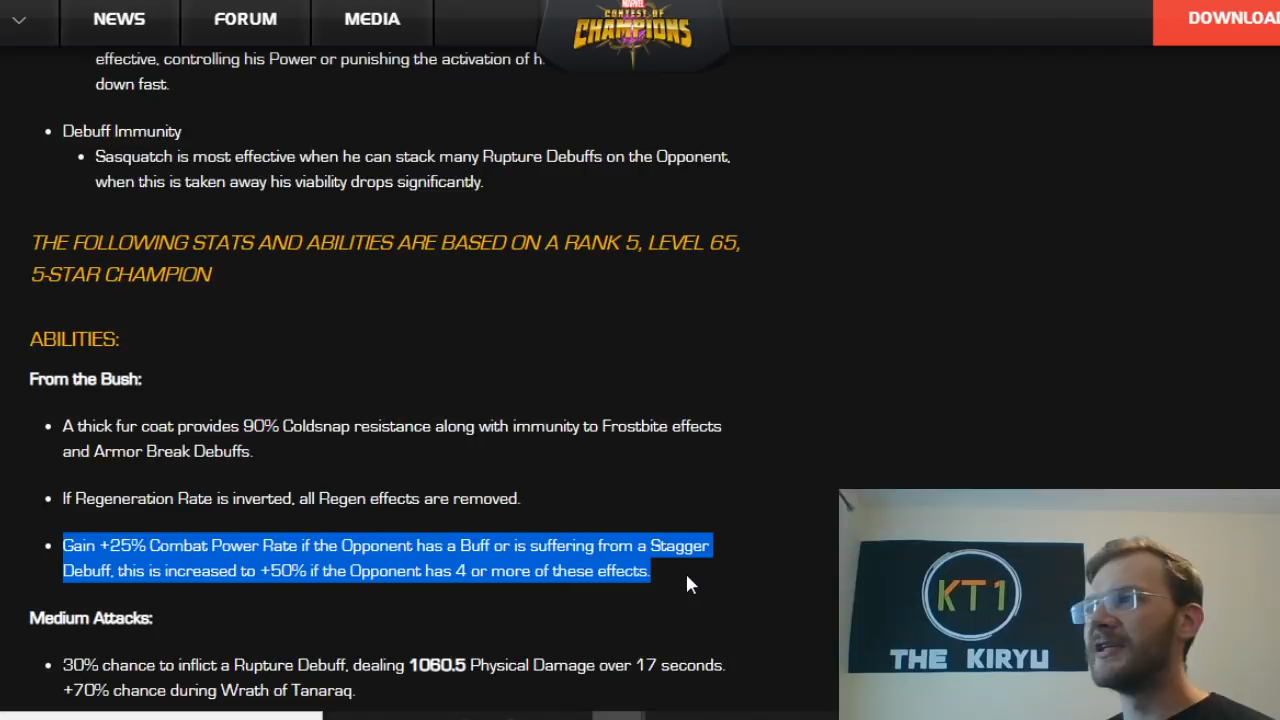 NEWS
FORUM
MEDIA
MARVEL
CONTEST OF
CHAMPIONS
DOWNLOA
effective, controlling his Power or punishing the activation of h
down fast.
• Debuff Immunity
• Sasquatch is most effective when he can stack many Rupture Debuffs on the Opponent,
when this is taken away his viability drops significantly.
THE FOLLOWING STATS AND ABILITIES ARE BASED ON A RANK 5, LEVEL 65,
5-STAR CHAMPION
ABILITIES:
From the Bush:
• A thick fur coat provides 90% Coldsnap resistance along with immunity to Frostbite effects
and Armor Break Debuffs.
• If Regeneration Rate is inverted, all Regen effects are removed.
• Gain +25% Combat Power Rate if the Opponent has a Buff or is suffering from a Stagger
Debuff, this is increased to +50% if the Opponent has 4 or more of these effects.
Medium Attacks:
• 30% chance to inflict a Rupture Debuff, dealing 1060.5 Physical Damage over 17 seconds.
+70% chance during Wrath of Tanaraq.
KT1
THE KIRYU